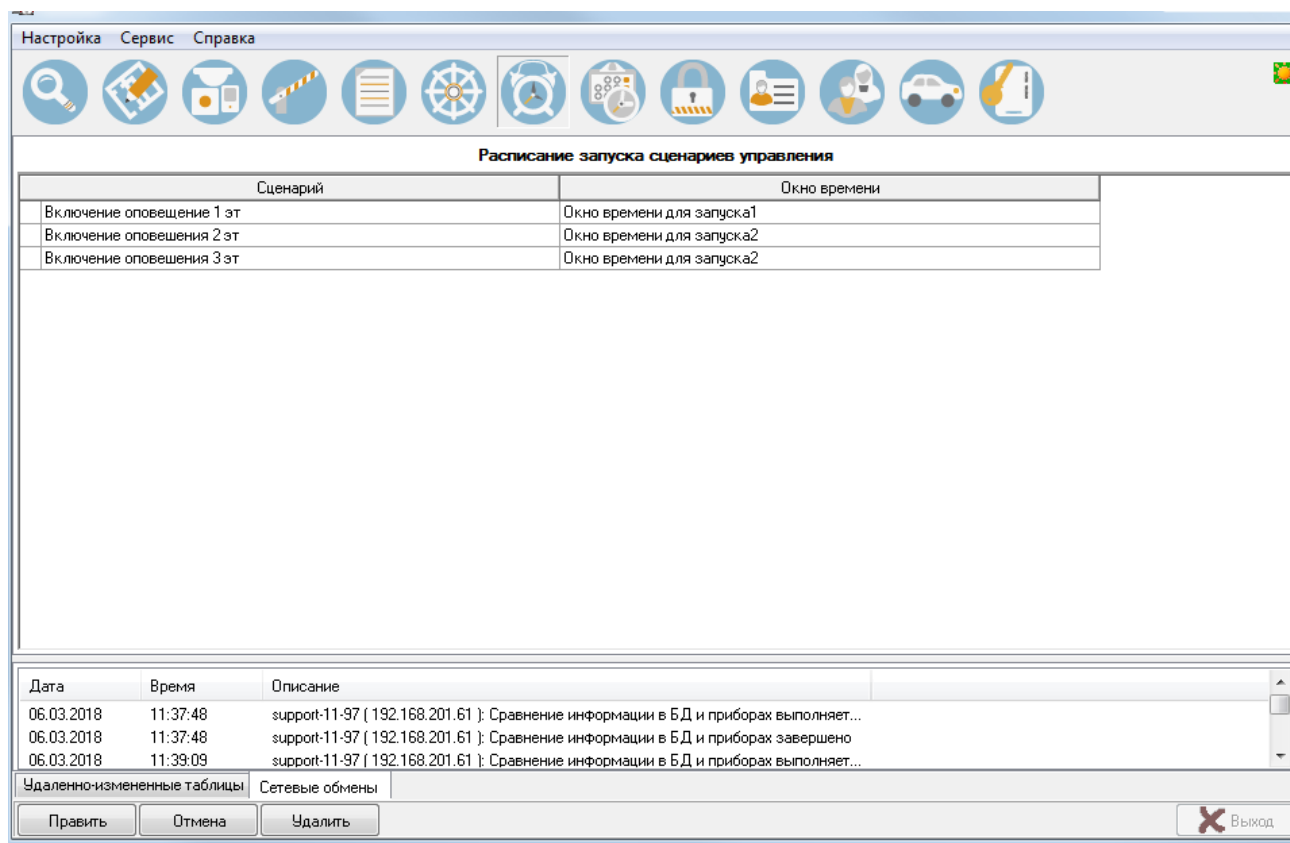 Настройка Сервис Справка
Расписание запуска сценариев управления
Сценарий Окно времени
Включение оповещение 1 эт Окно времени для запуска1
Включение оповешения 2 эт Окно времени для запуска2
Включение оповешения 3 эт Окно времени для запуска2
Дата Время Описание
06.03.2018 11:37:48 support-11-97 ( 192.168.201.61 ): Сравнение информации в БД и приборах выполняет...
06.03.2018 11:37:48 support-11-97 ( 192.168.201.61 ): Сравнение информации в БД и приборах завершено
06.03.2018 11:39:09 support-11-97 ( 192.168.201.61 ): Сравнение информации в БД и приборах выполняет...
Удаленно-измененные таблицы Сетевые обмены
Править Отмена Удалить Выход